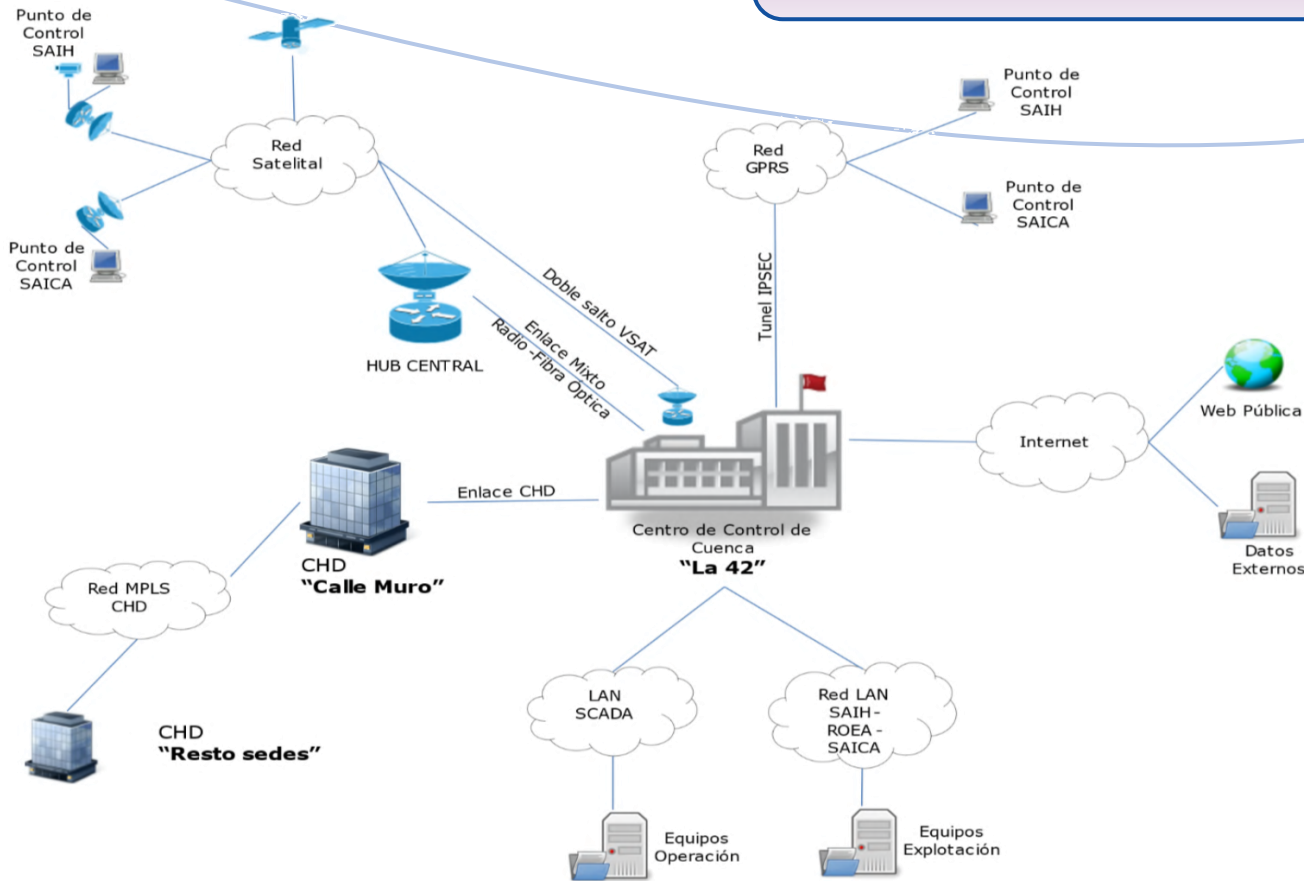 Punto de
Control
SAIH
Red
Satelital
Punto de
Control
SAICA
HUB CENTRAL
Doble salto VSAT
Enlace Mixto
Radio -Fibra Óptica
Red
GPRS
Punto de
Control
SAIH
Punto de
Control
SAICA
Tunel IPSEC
Internet
Web Pública
Datos
Externos
Enlace CHD
Centro de Control de
Cuenca
"La 42"
CHD
"Calle Muro"
Red MPLS
CHD
CHD
"Resto sedes"
LAN
SCADA
Red LAN
SAIH-
ROEA -
SAICA
Equipos
Operación
Equipos
Explotación